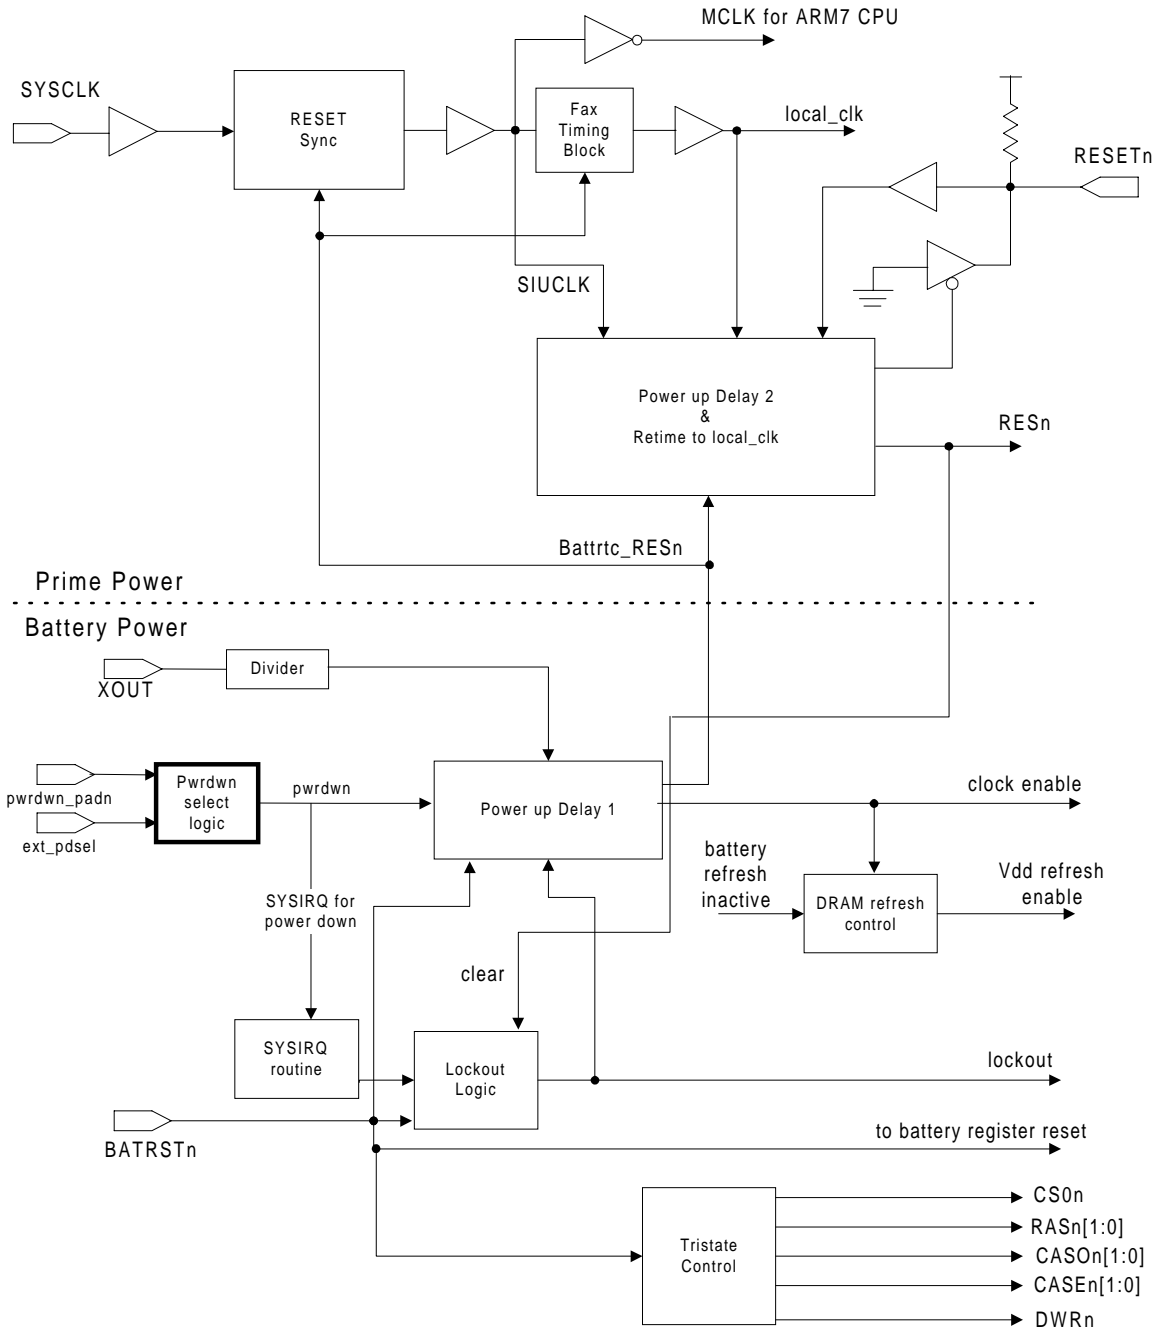 MCLK for ARM7 CPU
SYSCLK
RESET
Sync
Fax
Timing
Block
local_clk
RESETn
SIUCLK
Power up Delay 2
&
Retime to local_clk
RESn
Battrtc_RESn
Prime Power
Battery Power
Divider
XOUT
pwrdwn_padn
ext_pdsel
Pwrdwn
select
logic
pwrdwn
Power up Delay 1
clock enable
battery
refresh
inactive
DRAM refresh
control
Vdd refresh
enable
SYSIRQ for
power down
clear
SYSIRQ
routine
Lockout
Logic
lockout
BATRSTn
to battery register reset
Tristate
Control
CS0n
RASn[1:0]
CASOn[1:0]
CASEn[1:0]
DWRn